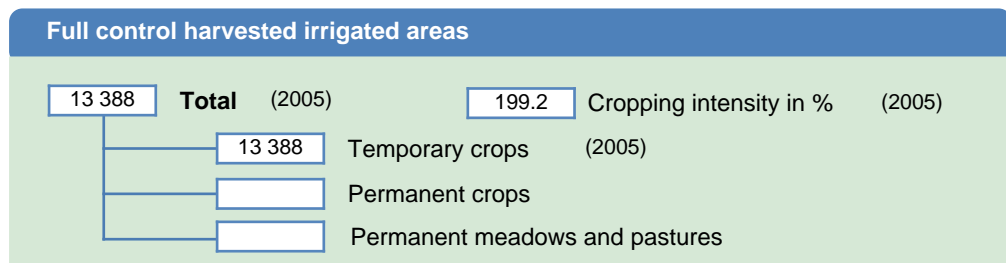 Full control harvested irrigated areas
13 388 Total (2005) 199.2 Cropping intensity in % (2005)
13 388 Temporary crops (2005)
Permanent crops
Permanent meadows and pastures